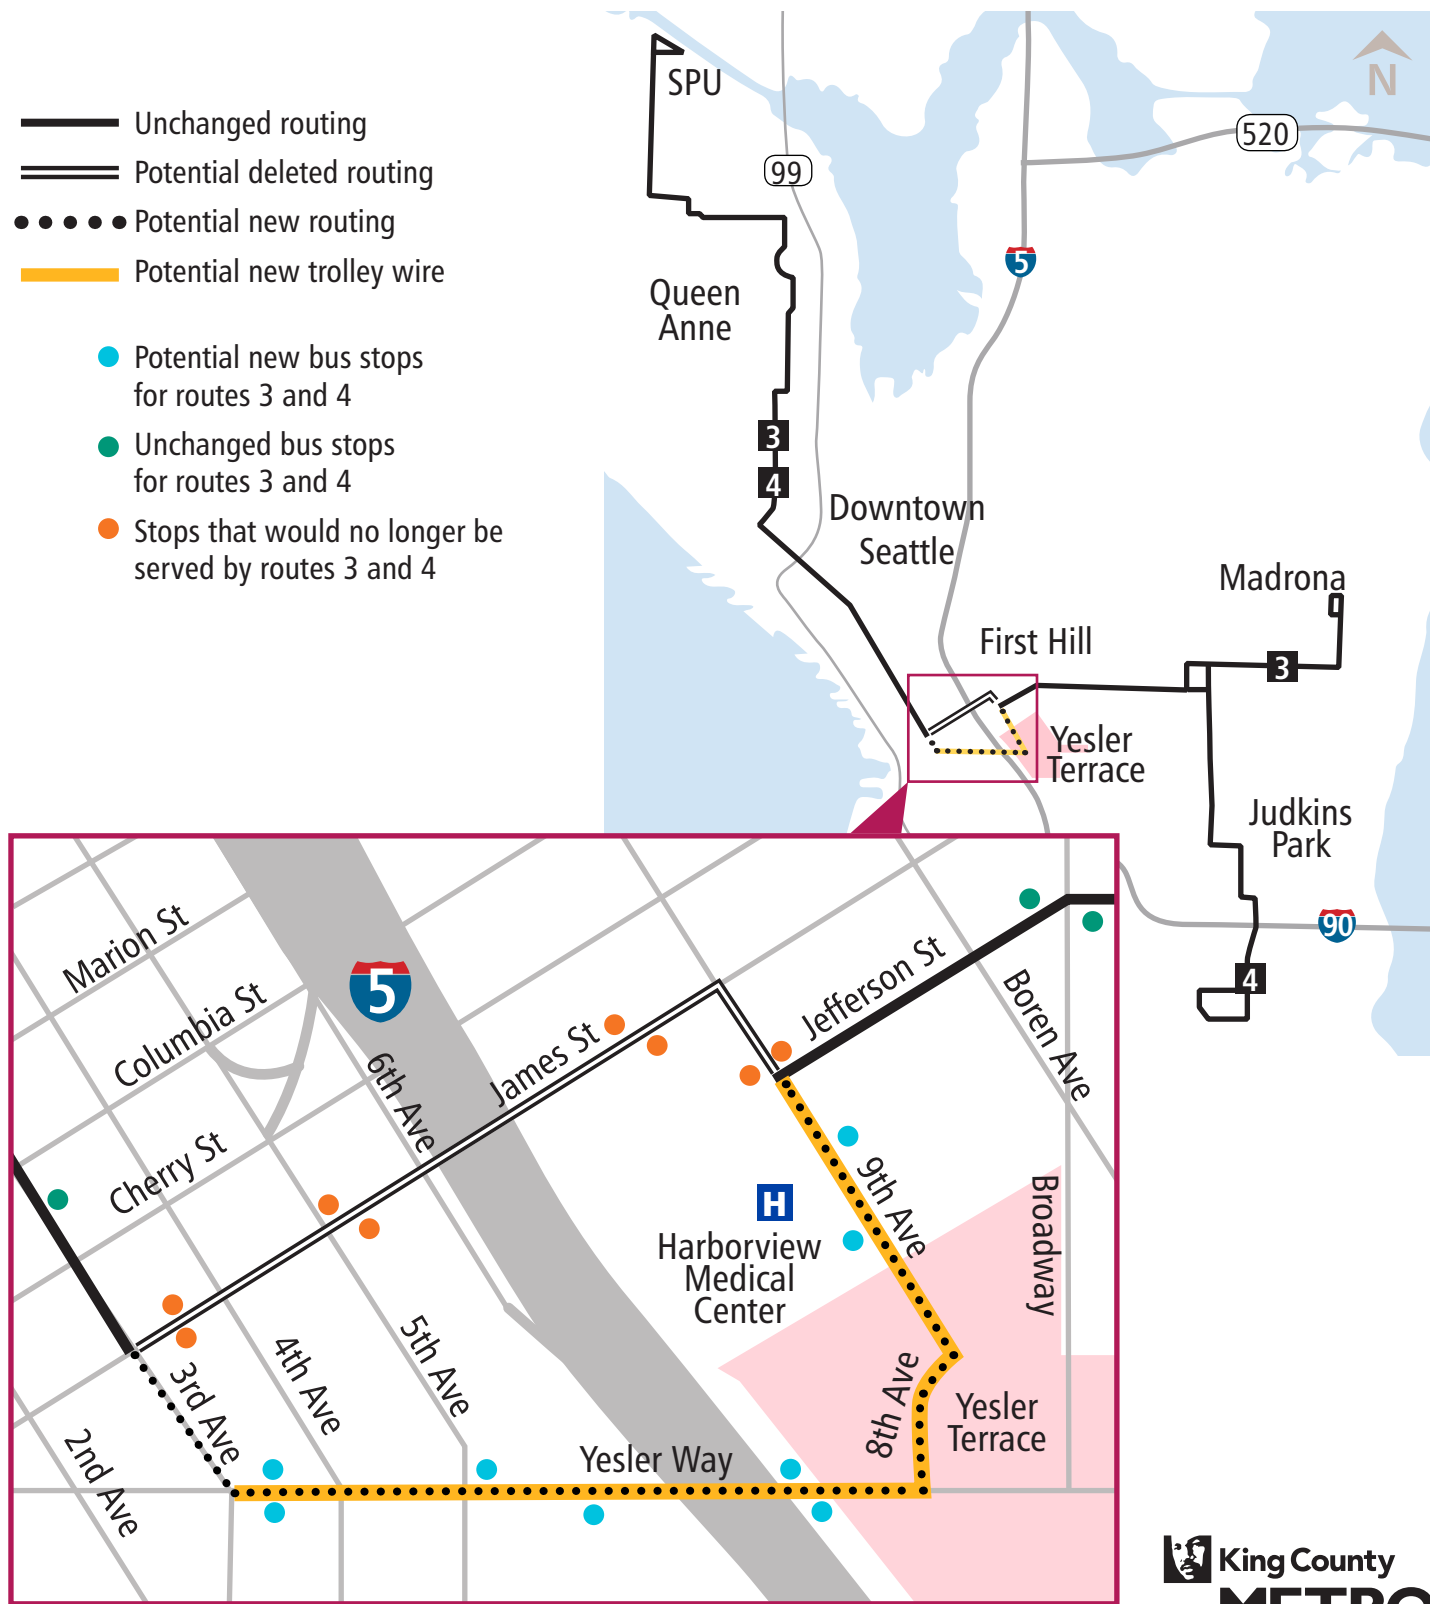 Unchanged routing
Potential deleted routing
Potential new routing
Potential new trolley wire
Potential new bus stops
for routes 3 and 4
Unchanged bus stops
for routes 3 and 4
Stops that would no longer be
served by routes 3 and 4
SPU
N
520
99
5
Queen
Anne
3
4
Downtown
Seattle
Madrona
First Hill
3
Yesler
Terrace
Judkins
Park
90
4
Marion St
Columbia St
5
Cherry St
6th Ave
James St
Jefferson St
Boren Ave
9th Ave
H
Harborview
Medical
Center
Broadway
3rd Ave
4th Ave
5th Ave
2nd Ave
8th Ave
Yesler
Terrace
Yesler Way
King County
METRO